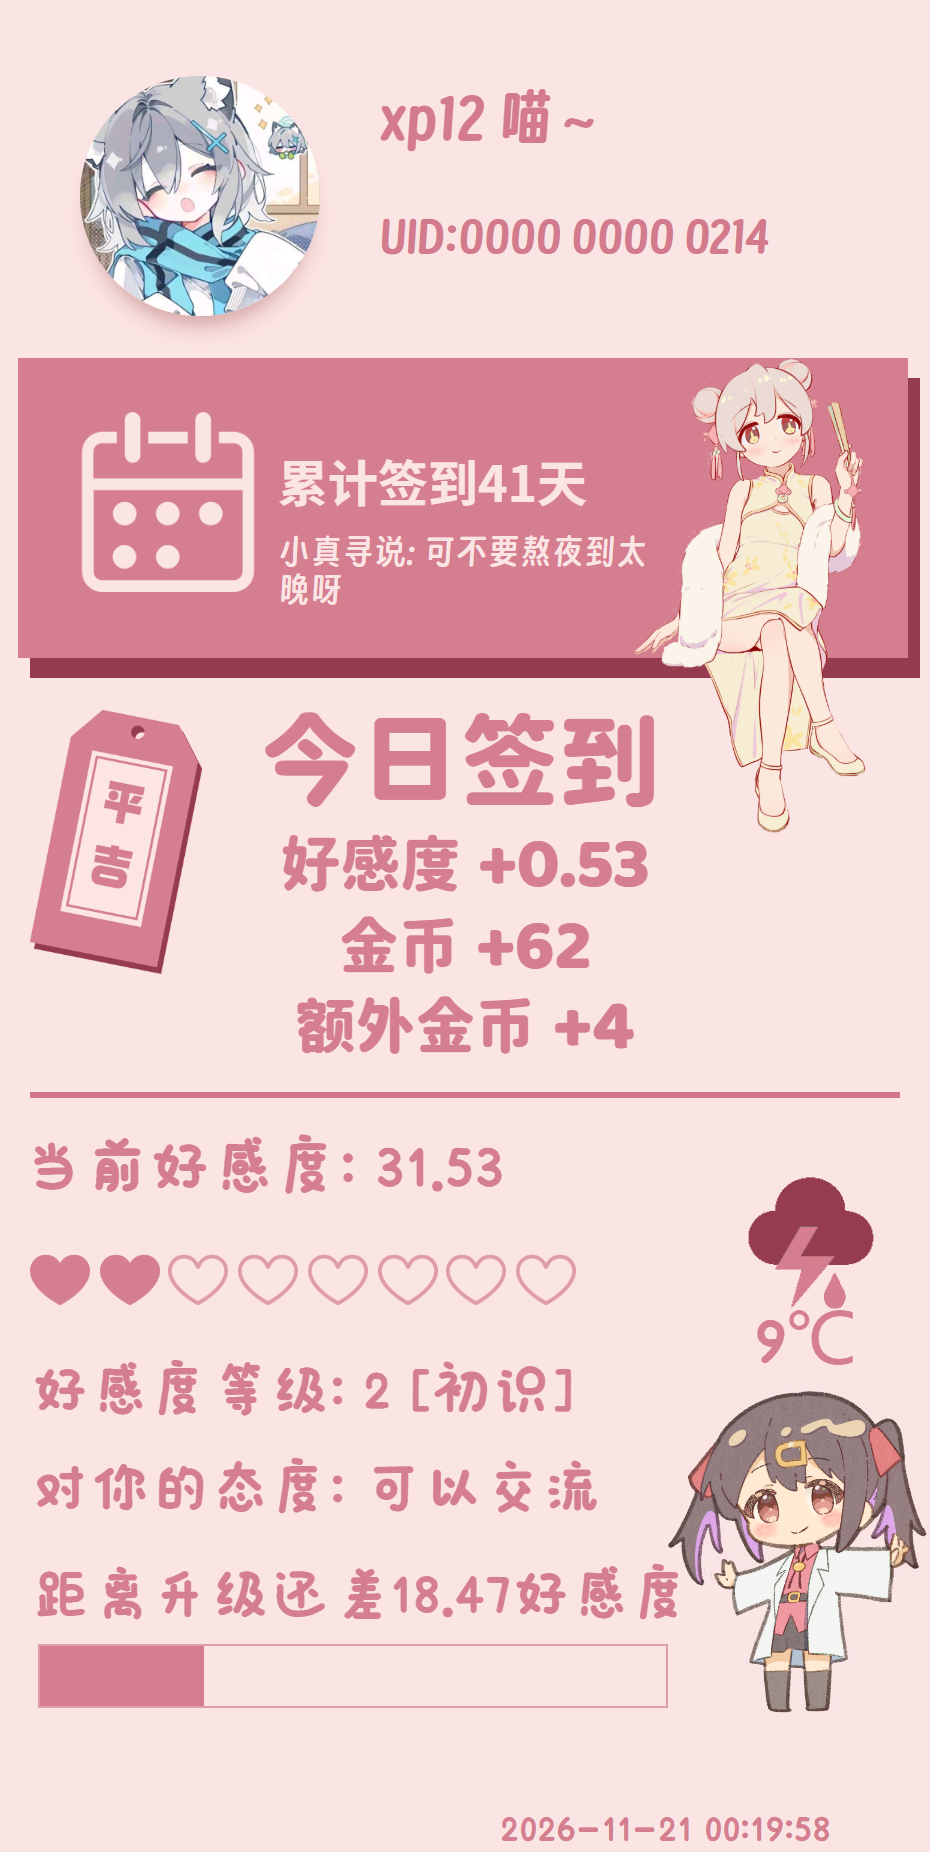 xp12 喵～
UID:0000 0000 0214
累计签到41天
小真寻说: 可不要熬夜到太
晚呀
平
吉
今日签到
好感度 +0.53
金币 +62
额外金币 +4
当前好感度: 31.53
9℃
好感度等级: 2 [初识]
对你的态度: 可以交流
距离升级还差18.47好感度
2026-11-21 00:19:58